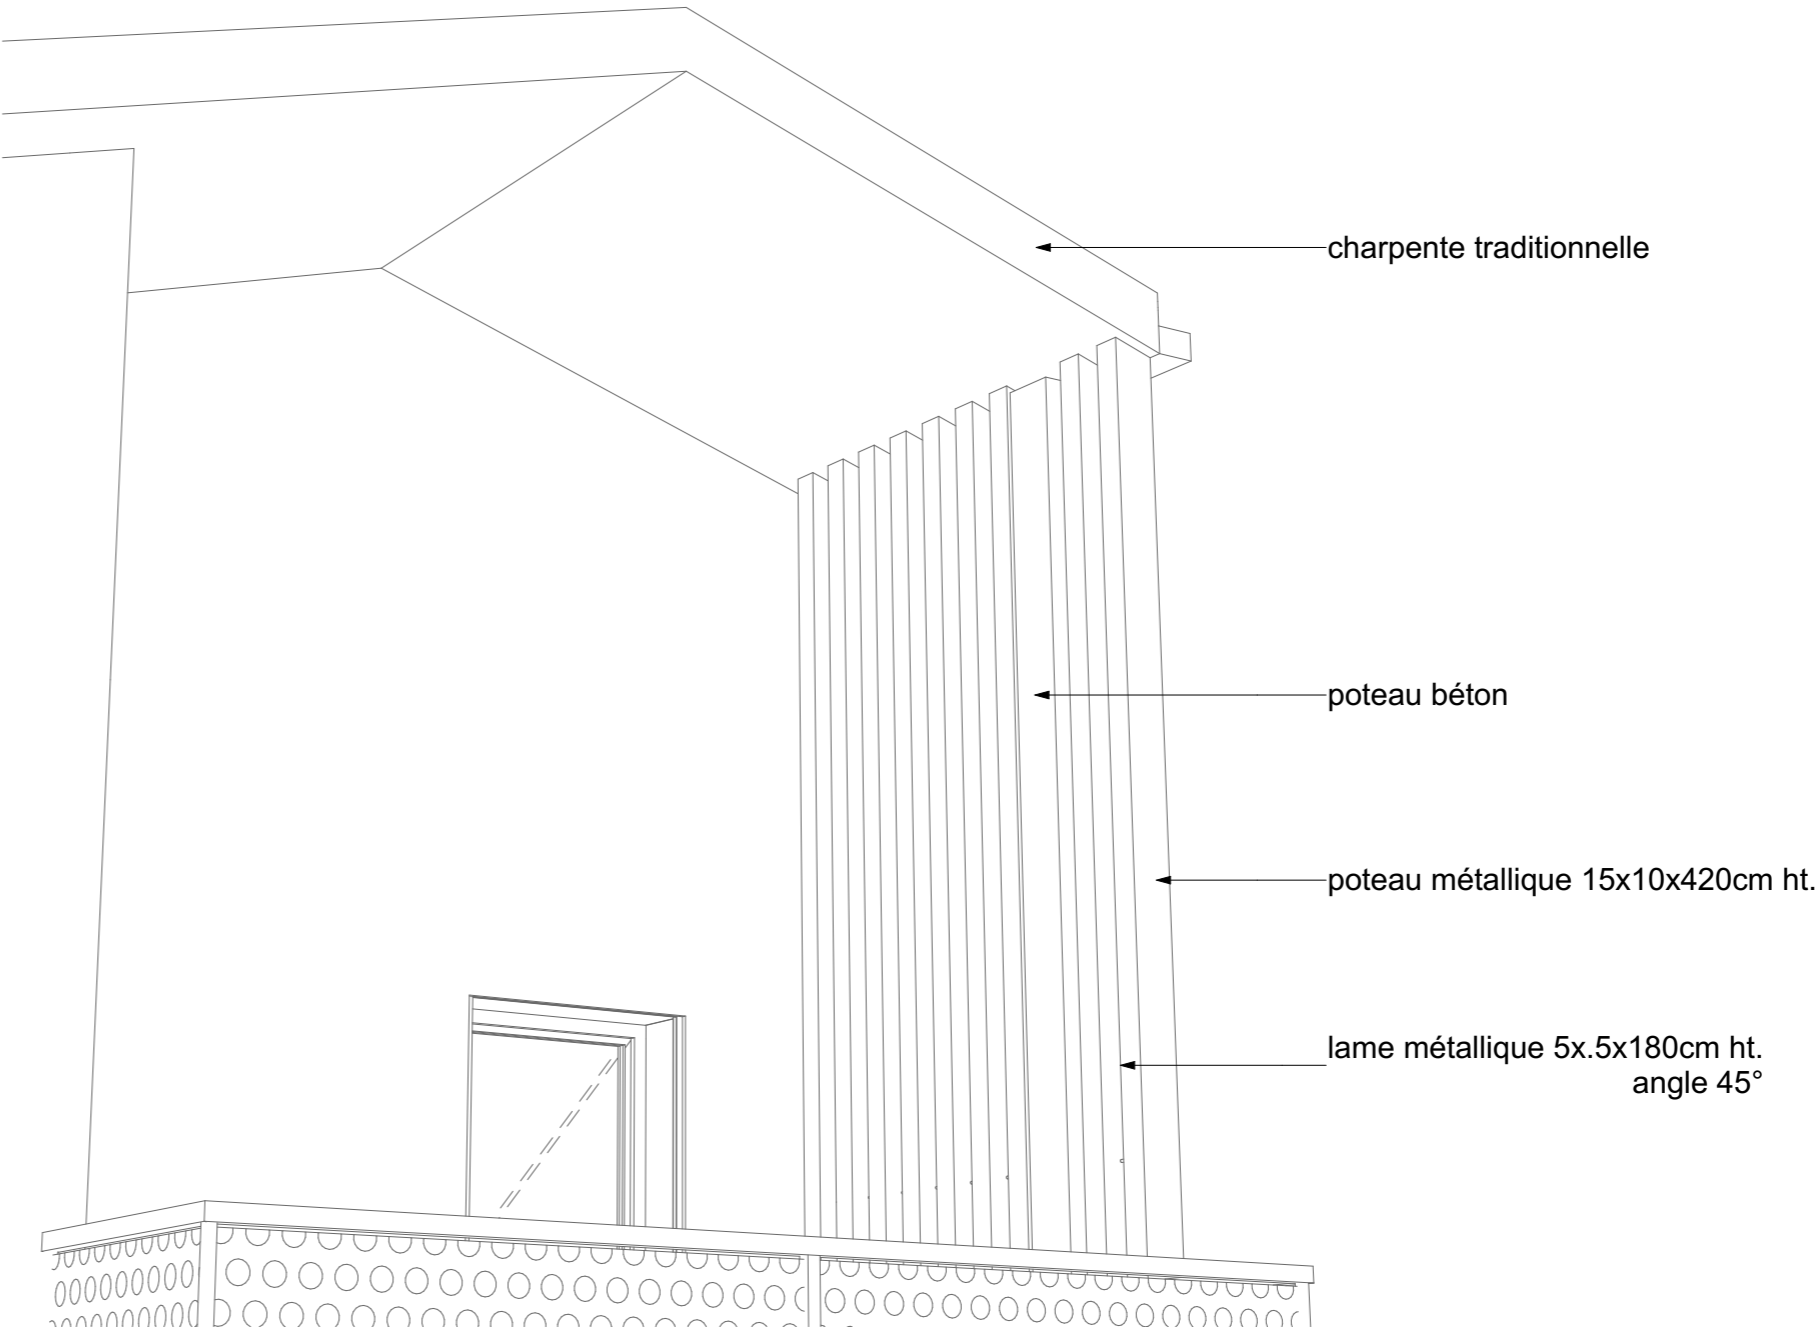 charpente traditionnelle
poteau béton
poteau métallique 15x10x420cm ht.
lame métallique 5x.5x180cm ht.
angle 45°